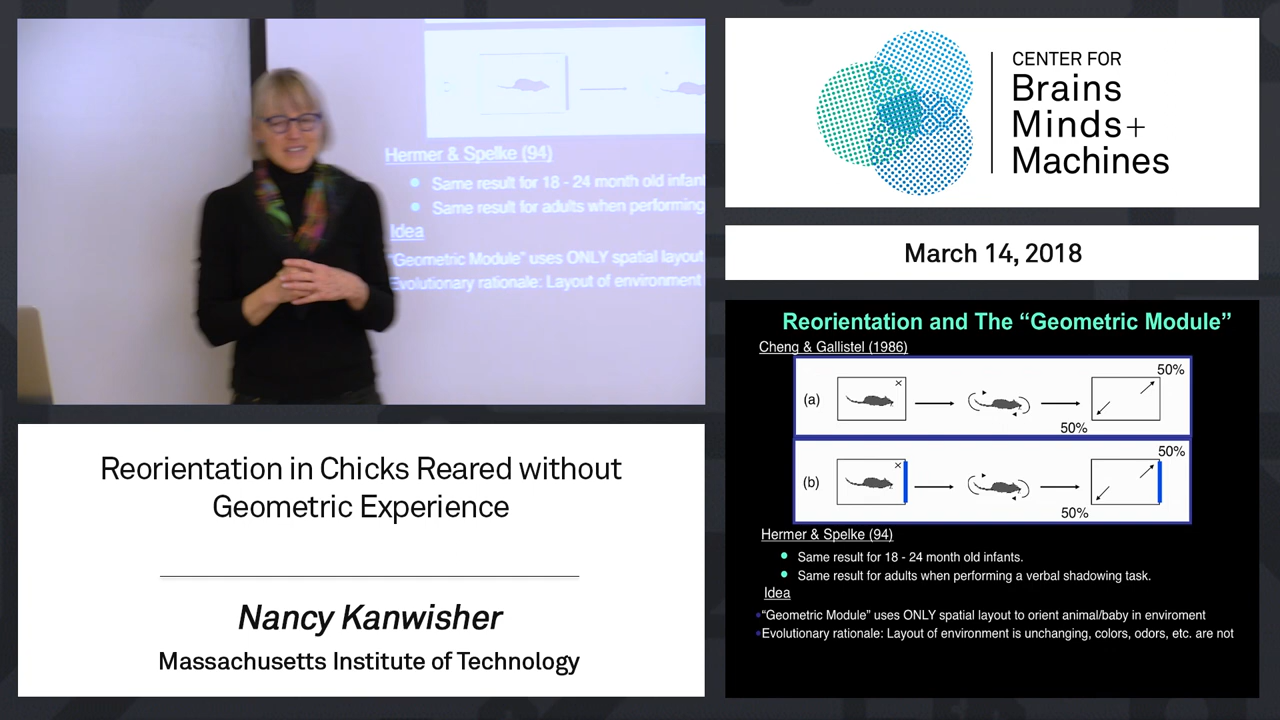 Hermer & Spelke (94)
Same result for 18 - 24 month old infant
Same result for adults when performing
Idea
"Geometric Module" uses ONLY spatial layout
Evolutionary rationale: Layout of environment
CENTER FOR
Brains
Minds+
Machines
March 14, 2018
Reorientation in Chicks Reared without
Geometric Experience
Nancy Kanwisher
Massachusetts Institute of Technology
Reorientation and The “Geometric Module”
Cheng & Gallistel (1986)
50%
(a)
×
50%
50%
(b)
×
50%
Hermer & Spelke (94)
Same result for 18 - 24 month old infants.
Same result for adults when performing a verbal shadowing task.
Idea
“Geometric Module” uses ONLY spatial layout to orient animal/baby in enviroment
Evolutionary rationale: Layout of environment is unchanging, colors, odors, etc. are not